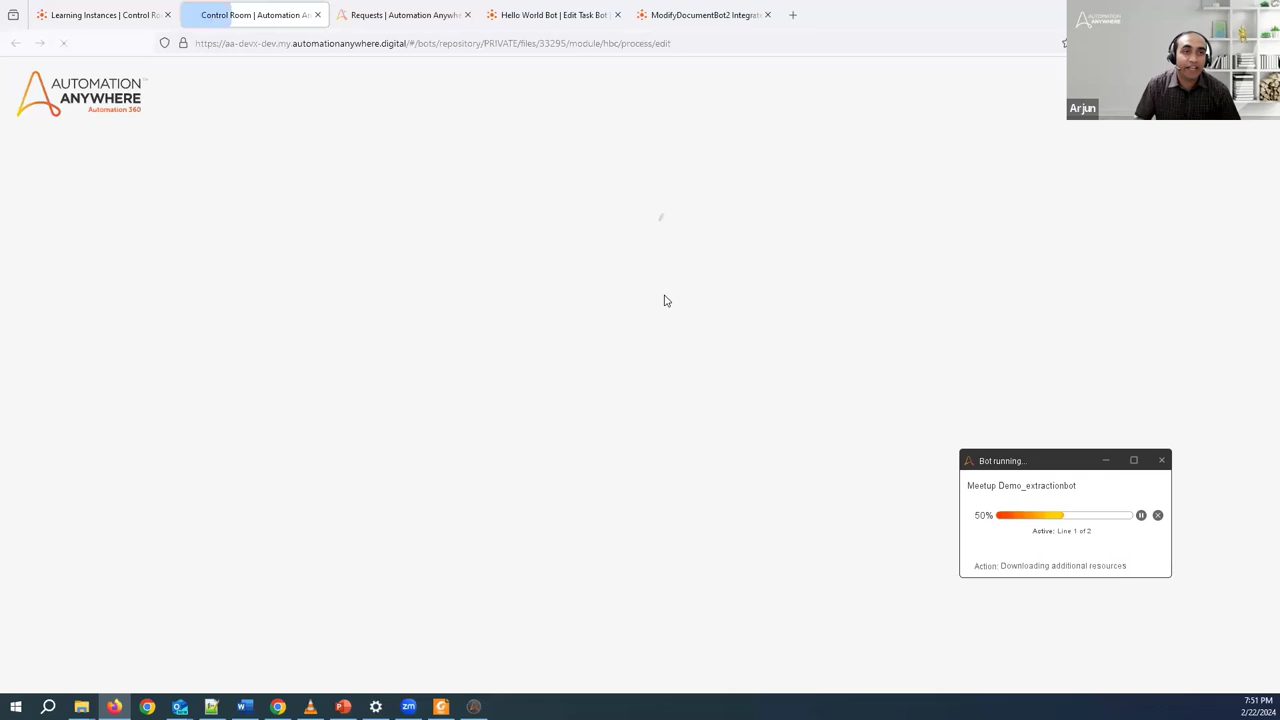 Learning Instances | Control Ro
Control Room | Automation An
Requests | Automation Anywhe
Hello World Bot | Edit Task Bot |
ModifyDocumentBot2 Integrat
https://aa-devx-dev.my.automationanywhere.digital/#/bots/repository/PRIVATE/files/
/module/hbc/process/edit
AUTOMATION
ANYWHERE
Automation 360
AUTOMATION
ANYWHERE
Arjun
Bot running...
Meetup Demo_extractionbot
50%
Active: Line 1 of 2
Action: Downloading additional resources
7:51 PM
2/22/2024